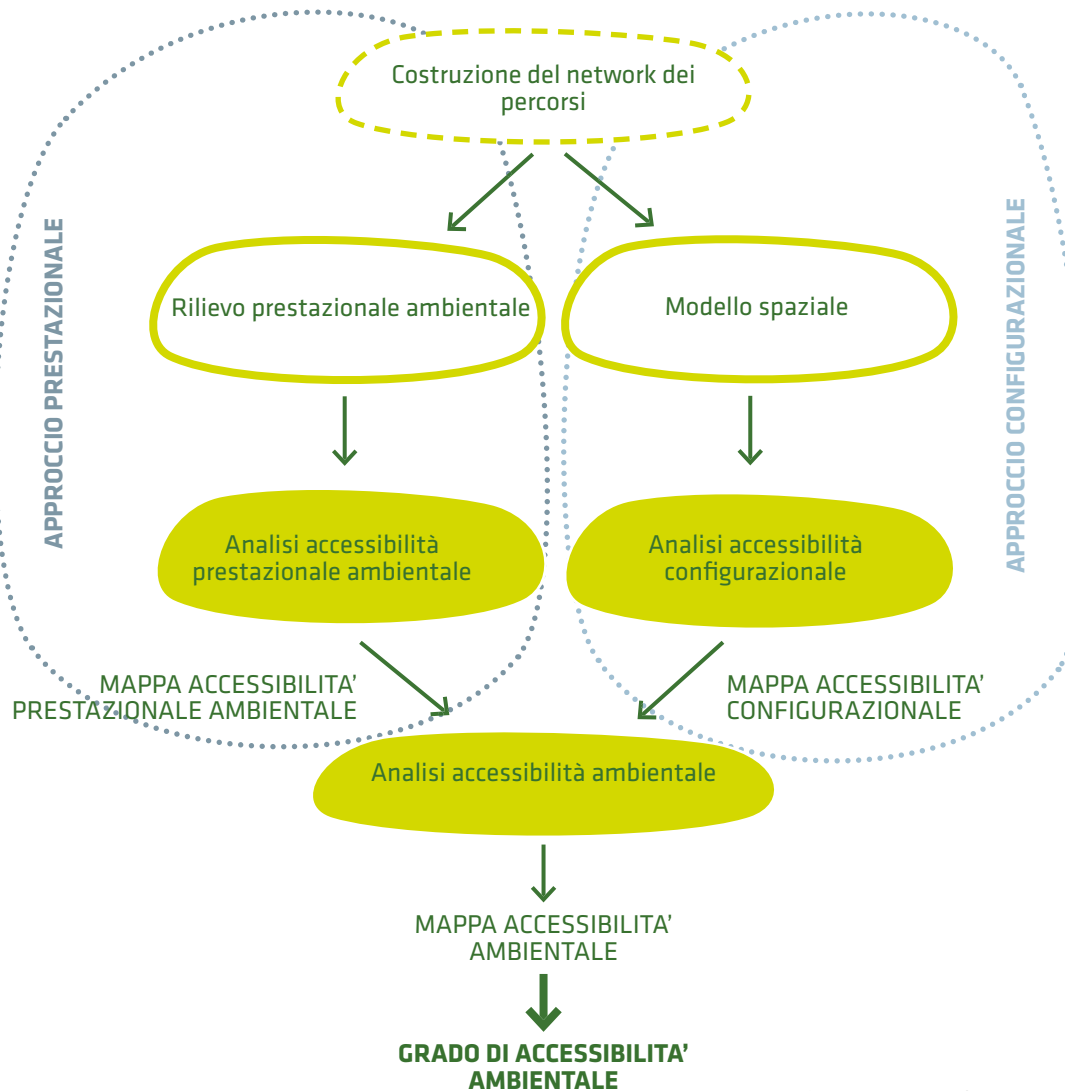 Costruzione del network dei
percorsi
APPROCCIO PRESTAZIONALE
APPROCCIO CONFIGURAZIONALE
Rilievo prestazionale ambientale
Modello spaziale
Analisi accessibilità
prestazionale ambientale
Analisi accessibilità
configurazionale
MAPPA ACCESSIBILITA’
PRESTAZIONALE AMBIENTALE
MAPPA ACCESSIBILITA’
CONFIGURAZIONALE
Analisi accessibilità ambientale
MAPPA ACCESSIBILITA’
AMBIENTALE
GRADO DI ACCESSIBILITA’
AMBIENTALE